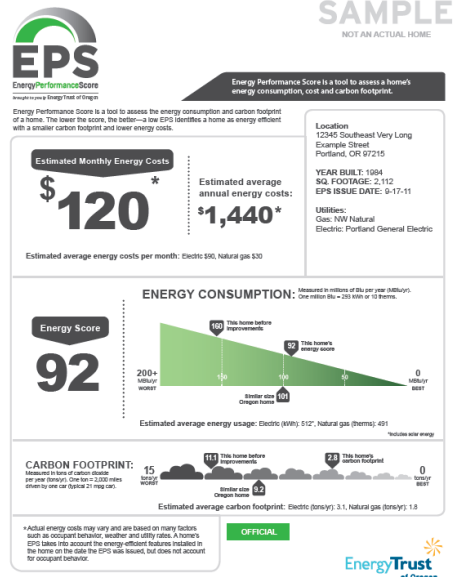 SAMPLE
NOT AN ACTUAL HOME
EPS
EnergyPerformanceScore
brought to you by EnergyTrust of Oregon
Energy Performance Score is a tool to assess a home's
energy consumption, cost and carbon footprint.
Energy Performance Score is a tool to assess the energy consumption and carbon footprint
of a home. The lower the score, the better—a low EPS identifies a home as energy efficient
with a smaller carbon footprint and lower energy costs.
Estimated Monthly Energy Costs
$120*
Estimated average
annual energy costs:
$1,440*
Estimated average energy costs per month: Electric $90, Natural gas $30
Location
12345 Southeast Very Long
Example Street
Portland, OR 97215
YEAR BUILT: 1984
SQ. FOOTAGE: 2,112
EPS ISSUE DATE: 9-17-11
Utilities:
Gas: NW Natural
Electric: Portland General Electric
Energy Score
92
ENERGY CONSUMPTION: Measured in millions of Btu per year (MBtu/yr).
One million Btu = 293 kWh or 10 therms.
160 This home before
improvements
92 This home's
energy score
200+
MBtu/yr
WORST
150
100
50
0
MBtu/yr
BEST
Similar size
Oregon home 101
Estimated average energy usage: Electric (kWh): 512*, Natural gas (therms): 491
*Includes solar energy
CARBON FOOTPRINT:
Measured in tons of carbon dioxide
per year (tons/yr). One ton = 2,000 miles
driven by one car (typical 21 mpg car).
15
tons/yr
WORST
11.1 This home before
improvements
2.8 This home's
carbon footprint
0
tons/yr
BEST
Similar size
Oregon home 9.2
Estimated average carbon footprint: Electric (tons/yr): 3.1, Natural gas (tons/yr): 1.8
*Actual energy costs may vary and are based on many factors
such as occupant behavior, weather and utility rates. A home's
EPS takes into account the energy-efficient features installed in
the home on the date the EPS was issued, but does not account
for occupant behavior.
OFFICIAL
EnergyTrust
of Oregon